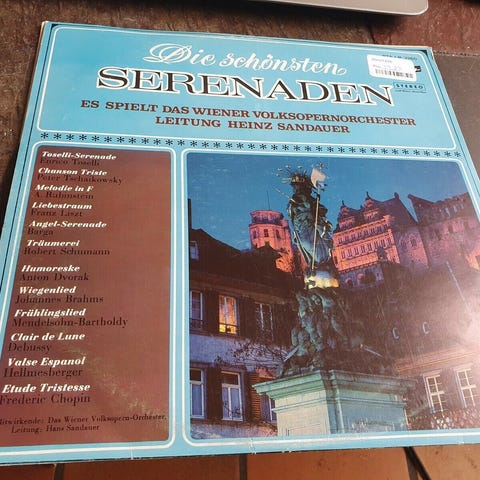 Die schönsten
SERENADEN
STEREO
ES SPIELT DAS WIENER VOLKSOPERNORCHESTER
LEITUNG HEINZ SANDAUER
Toselli-Serenade
Enrico Toselli
Chanson Triste
Peter Tschaikowsky
Melodie in F
A. Rubinstein
Liebestraum
Franz Liszt
Angel-Serenade
Barga
Träumerei
Robert Schumann
Humoreske
Anton Dvorak
Wiegenlied
Johannes Brahms
Frühlingslied
Mendelsohn-Bartholdy
Clair de Lune
Debussy
Valse Espanol
Hellmesberger
Etude Tristesse
Frederic Chopin
Mitwirkende: Das Wiener Volksopern-Orchester,
Leitung: Hans Sandauer